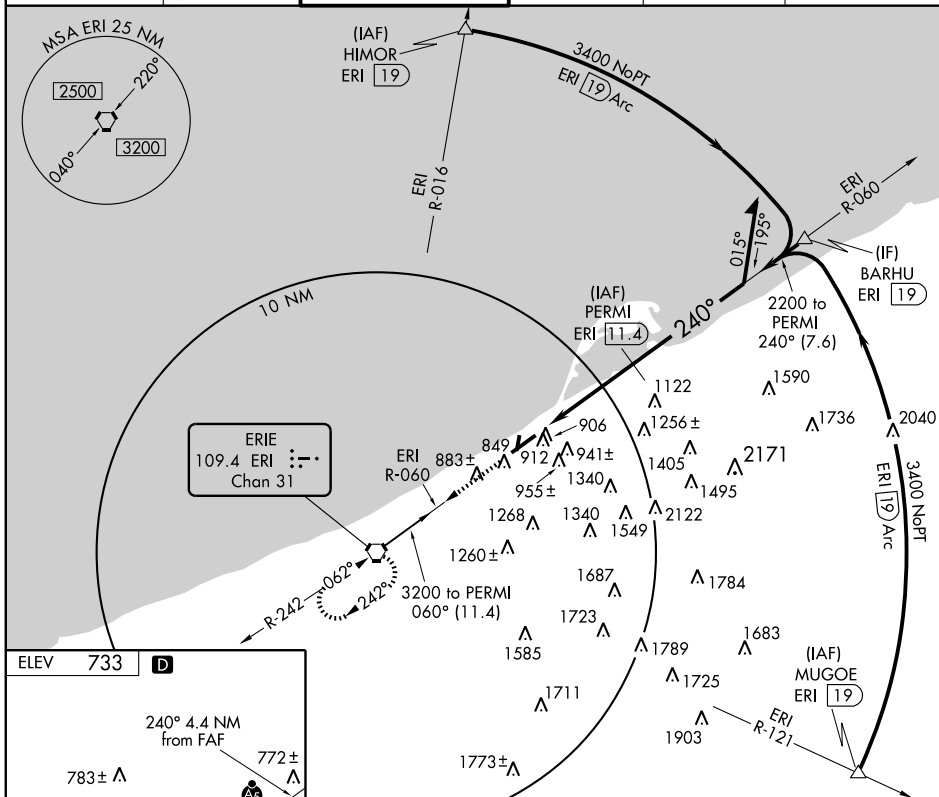 MSA ERI 25 NM
2500
220°
3200
040°
(IAF)
HIMOR
ERI 19
3400 NoPT
ERI 19 Arc
ERI
R-016
ERI
R-060
015°
195°
(IF)
BARHU
ERI 19
2200 to
PERMI
240° (7.6)
10 NM
(IAF)
PERMI
ERI 11.4
240°
1122
1590
1256±
1736
2040
906
849
912
941±
883±
955±
1405
2171
1340
1495
ERIE
109.4 ERI
Chan 31
ERI
R-060
1268
1340
1549
2122
3400 NoPT
ERI 19 Arc
1260±
R-242
062°
242°
3200 to PERMI
060° (11.4)
1687
1784
1723
1585
1789
1683
1725
(IAF)
MUGOE
ERI 19
1711
1903
ERI
R-121
1773±
ELEV 733 D
240° 4.4 NM
from FAF
783±
772±
A5